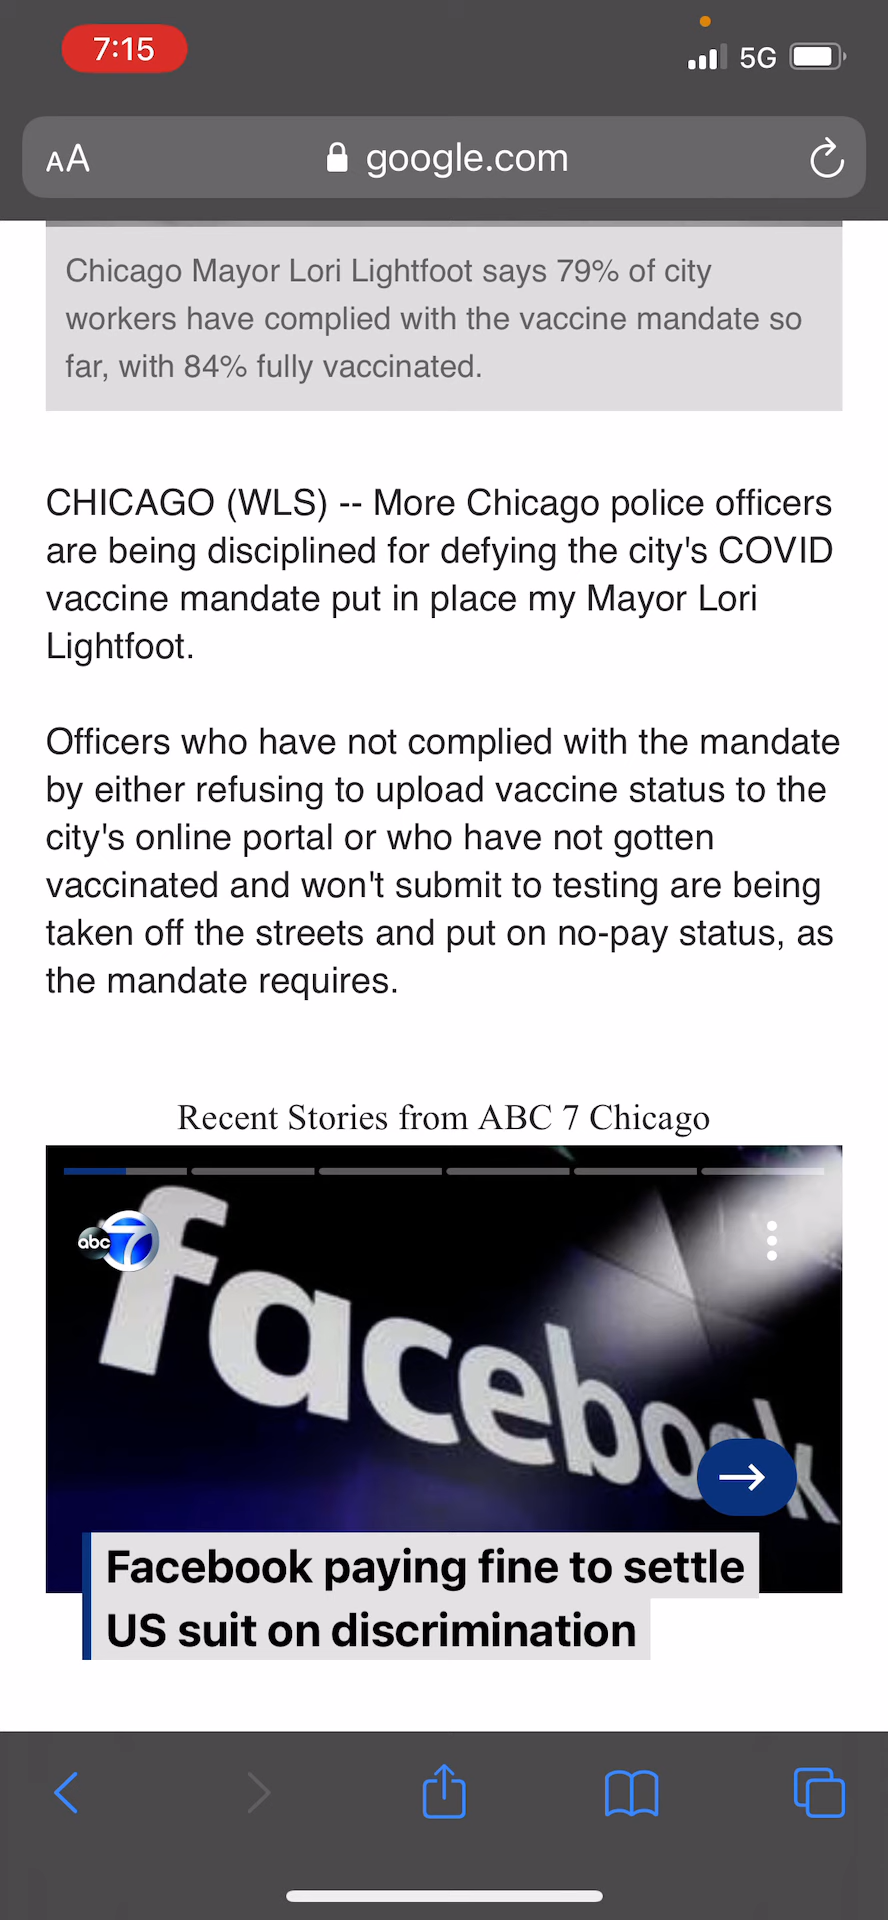 7:15
5G
AA
google.com
Chicago Mayor Lori Lightfoot says 79% of city
workers have complied with the vaccine mandate so
far, with 84% fully vaccinated.
CHICAGO (WLS) -- More Chicago police officers
are being disciplined for defying the city's COVID
vaccine mandate put in place my Mayor Lori
Lightfoot.
Officers who have not complied with the mandate
by either refusing to upload vaccine status to the
city's online portal or who have not gotten
vaccinated and won't submit to testing are being
taken off the streets and put on no-pay status, as
the mandate requires.
Recent Stories from ABC 7 Chicago
abc 7
facebook
Facebook paying fine to settle
US suit on discrimination